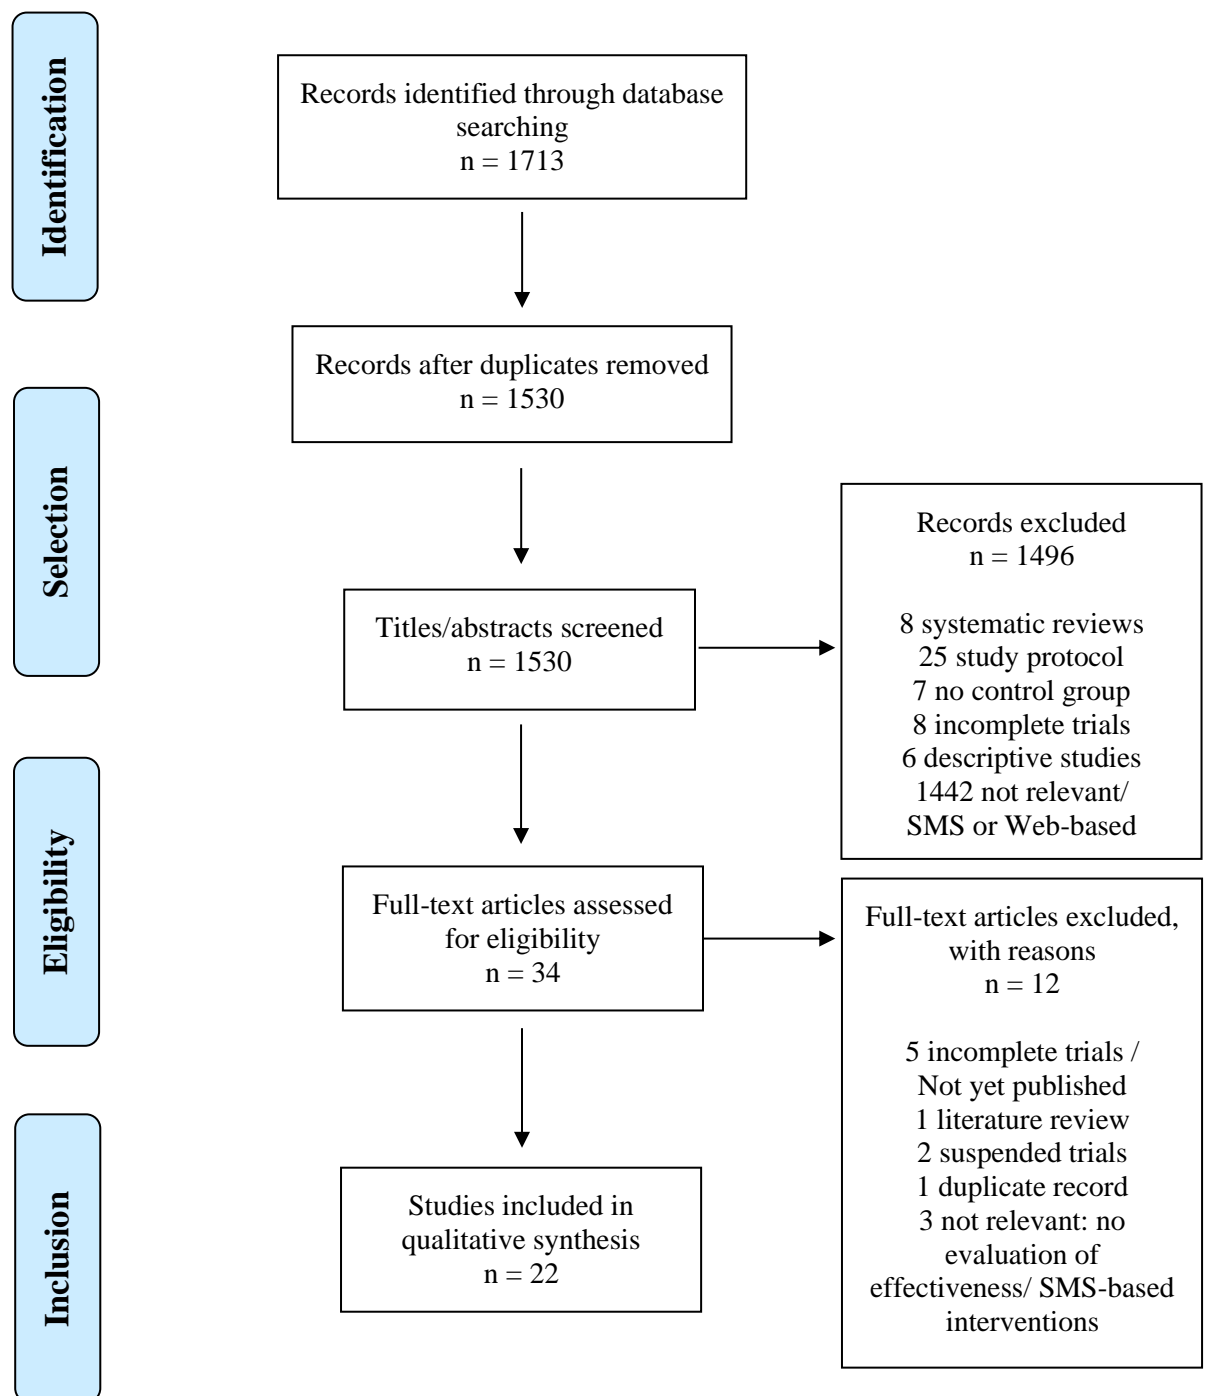 Identification
Records identified through database
searching
n = 1713
Records after duplicates removed
n = 1530
Selection
Titles/abstracts screened
n = 1530
Records excluded
n = 1496
8 systematic reviews
25 study protocol
7 no control group
8 incomplete trials
6 descriptive studies
1442 not relevant/
SMS or Web-based
Eligibility
Full-text articles assessed
for eligibility
n = 34
Full-text articles excluded,
with reasons
n = 12
5 incomplete trials /
Not yet published
1 literature review
2 suspended trials
1 duplicate record
3 not relevant: no
evaluation of
effectiveness/ SMS-based
interventions
Inclusion
Studies included in
qualitative synthesis
n = 22